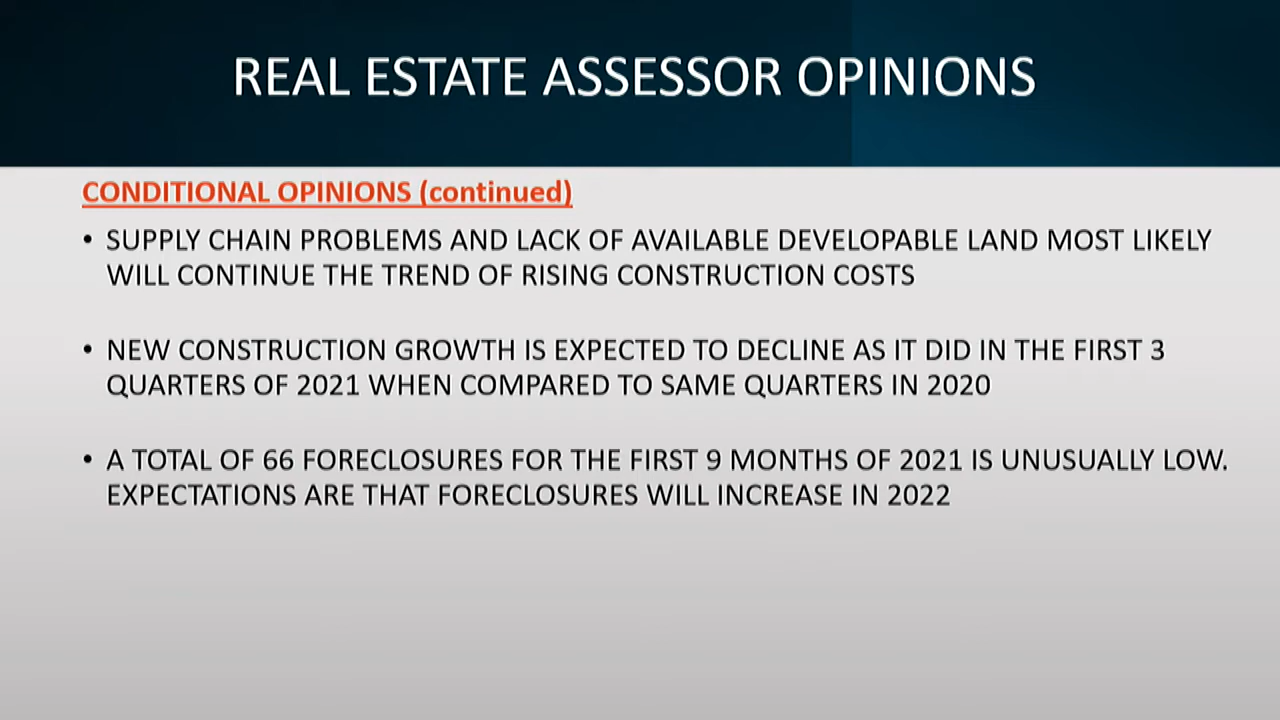 REAL ESTATE ASSESSOR OPINIONS
CONDITIONAL OPINIONS (continued)
• SUPPLY CHAIN PROBLEMS AND LACK OF AVAILABLE DEVELOPABLE LAND MOST LIKELY
WILL CONTINUE THE TREND OF RISING CONSTRUCTION COSTS
• NEW CONSTRUCTION GROWTH IS EXPECTED TO DECLINE AS IT DID IN THE FIRST 3
QUARTERS OF 2021 WHEN COMPARED TO SAME QUARTERS IN 2020
• A TOTAL OF 66 FORECLOSURES FOR THE FIRST 9 MONTHS OF 2021 IS UNUSUALLY LOW.
EXPECTATIONS ARE THAT FORECLOSURES WILL INCREASE IN 2022